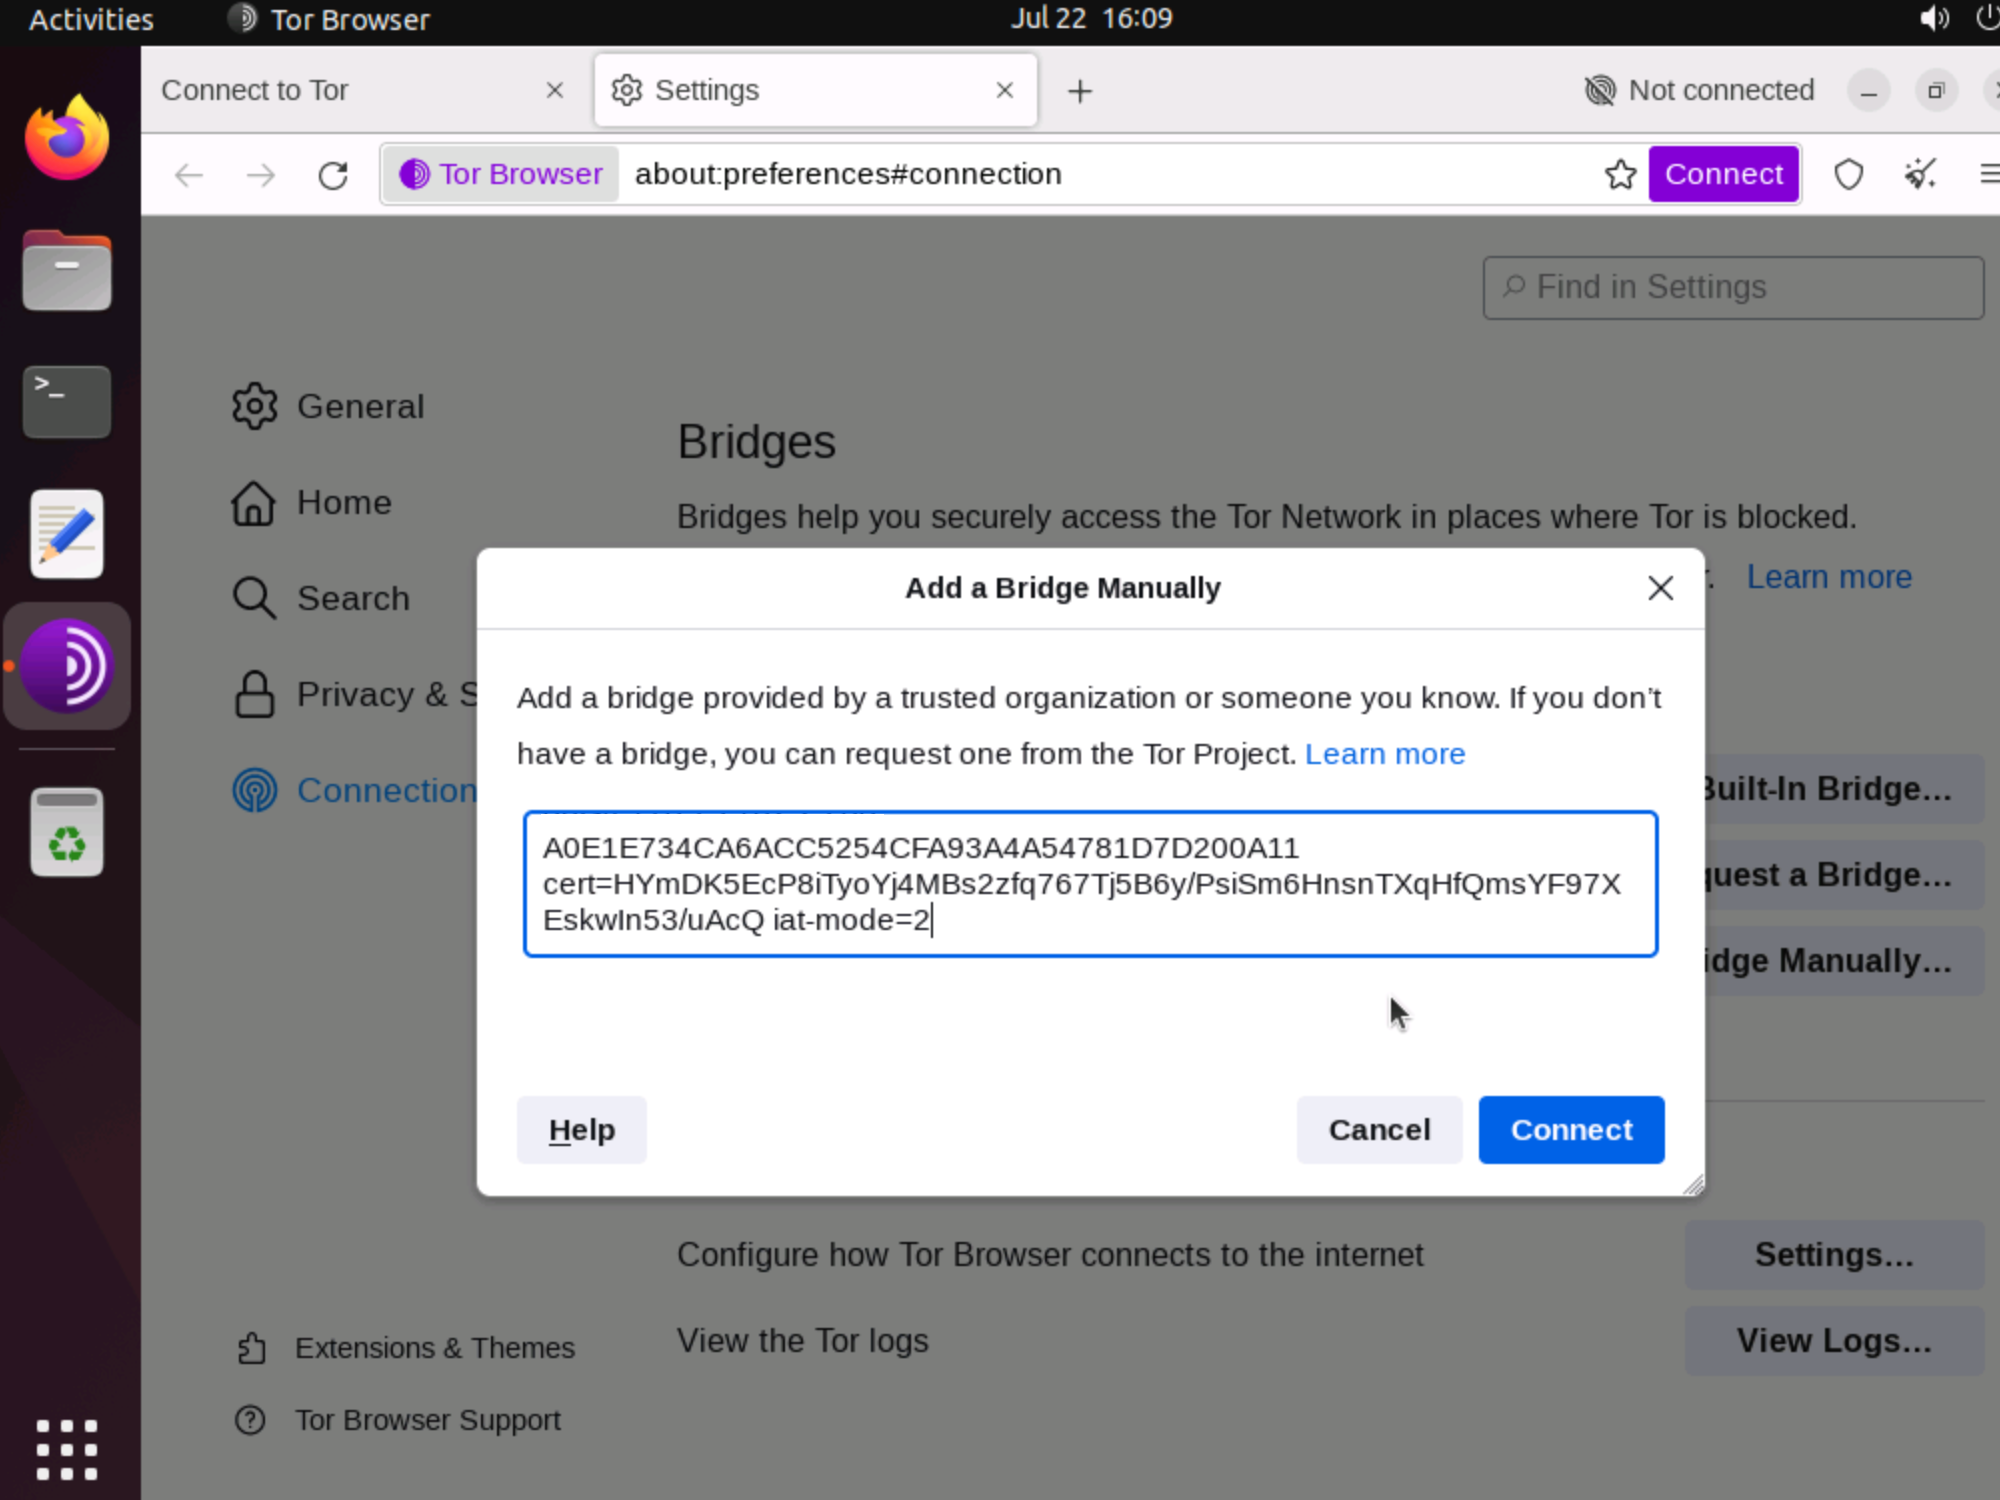 Activities
Tor Browser
Jul 22 16:09
Connect to Tor
Settings
Not connected
Tor Browser
about:preferences#connection
Connect
Find in Settings
General
Home
Search
Privacy & S
Connection
Bridges
Bridges help you securely access the Tor Network in places where Tor is blocked.
r. Learn more
Built-In Bridge...
quest a Bridge...
idge Manually...
Add a Bridge Manually
Add a bridge provided by a trusted organization or someone you know. If you don't
have a bridge, you can request one from the Tor Project. Learn more
A0E1E734CA6ACC5254CFA93A4A54781D7D200A11
cert=HYmDK5EcP8iTyoYj4MBs2zfq767Tj5B6y/PsiSm6HnsnTXqHfQmsYF97X
EskwIn53/uAcQ iat-mode=2
Help
Cancel
Connect
Configure how Tor Browser connects to the internet
Settings...
View the Tor logs
View Logs...
Extensions & Themes
Tor Browser Support